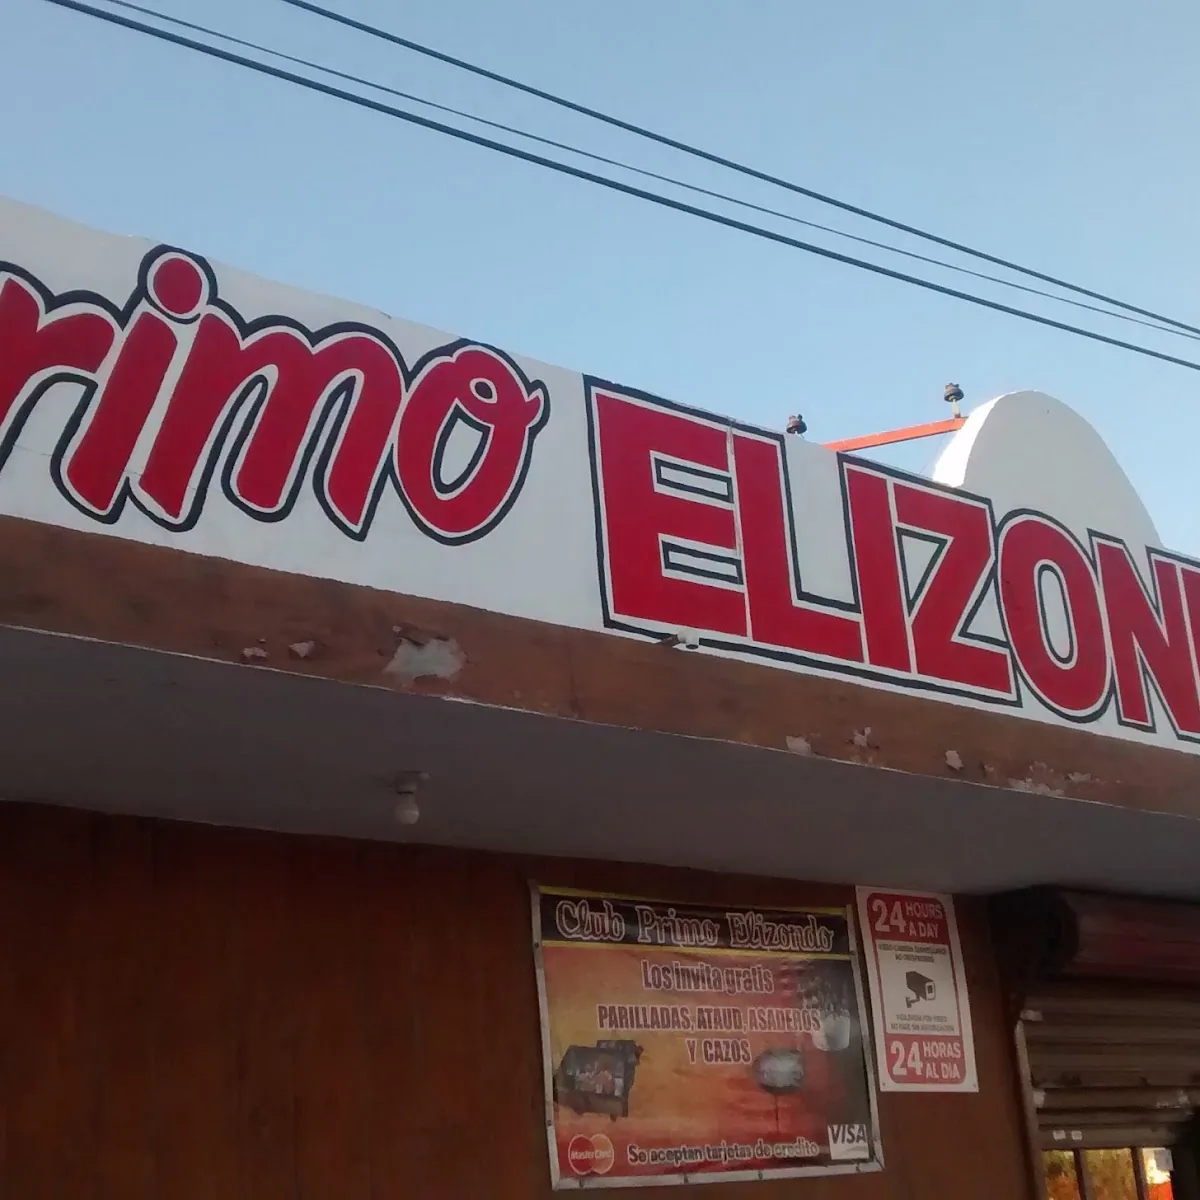 rimo ELIZON
Club Primo Elizondo
Los invita gratis
PARILLADAS, ATAUD, ASADEROS
Y CAZOS
MasterCard
Se aceptan tarjetas de credito
VISA
24 HOURS
A DAY
24 HORAS
AL DIA